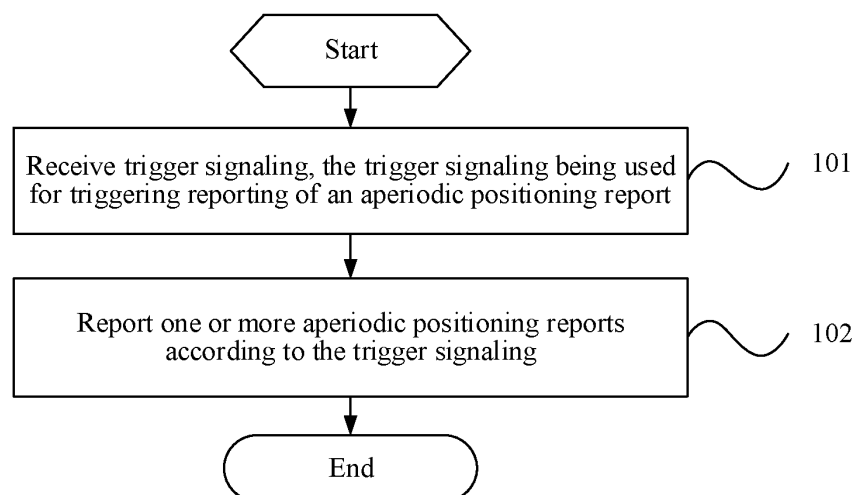 Start
Receive trigger signaling, the trigger signaling being used
for triggering reporting of an aperiodic positioning report
101
Report one or more aperiodic positioning reports
according to the trigger signaling
102
End